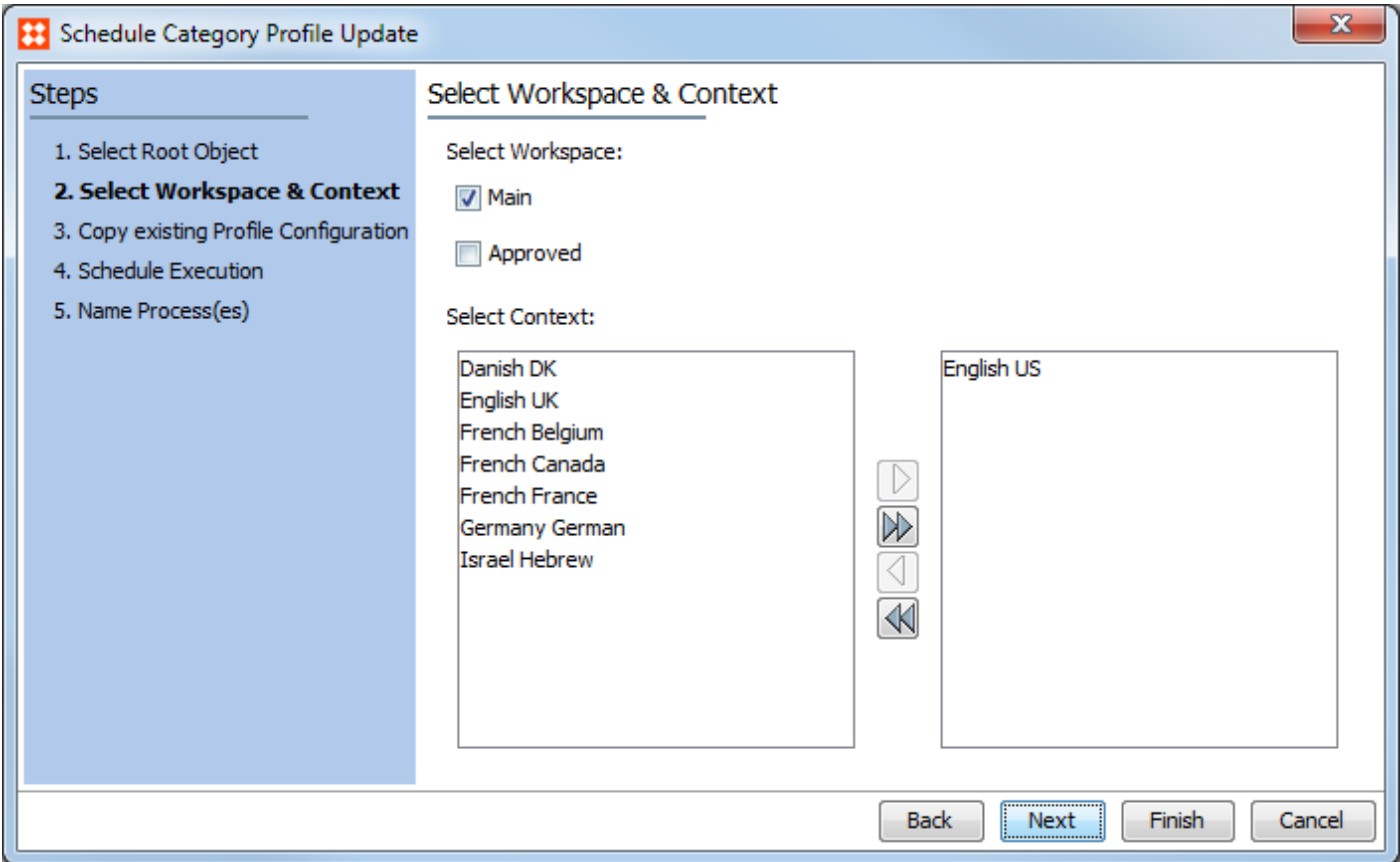 Schedule Category Profile Update
Steps
1. Select Root Object
2. Select Workspace & Context
3. Copy existing Profile Configuration
4. Schedule Execution
5. Name Process(es)
Select Workspace & Context
Select Workspace:
Main
Approved
Select Context:
Danish DK
English UK
French Belgium
French Canada
French France
Germany German
Israel Hebrew
English US
Back
Next
Finish
Cancel